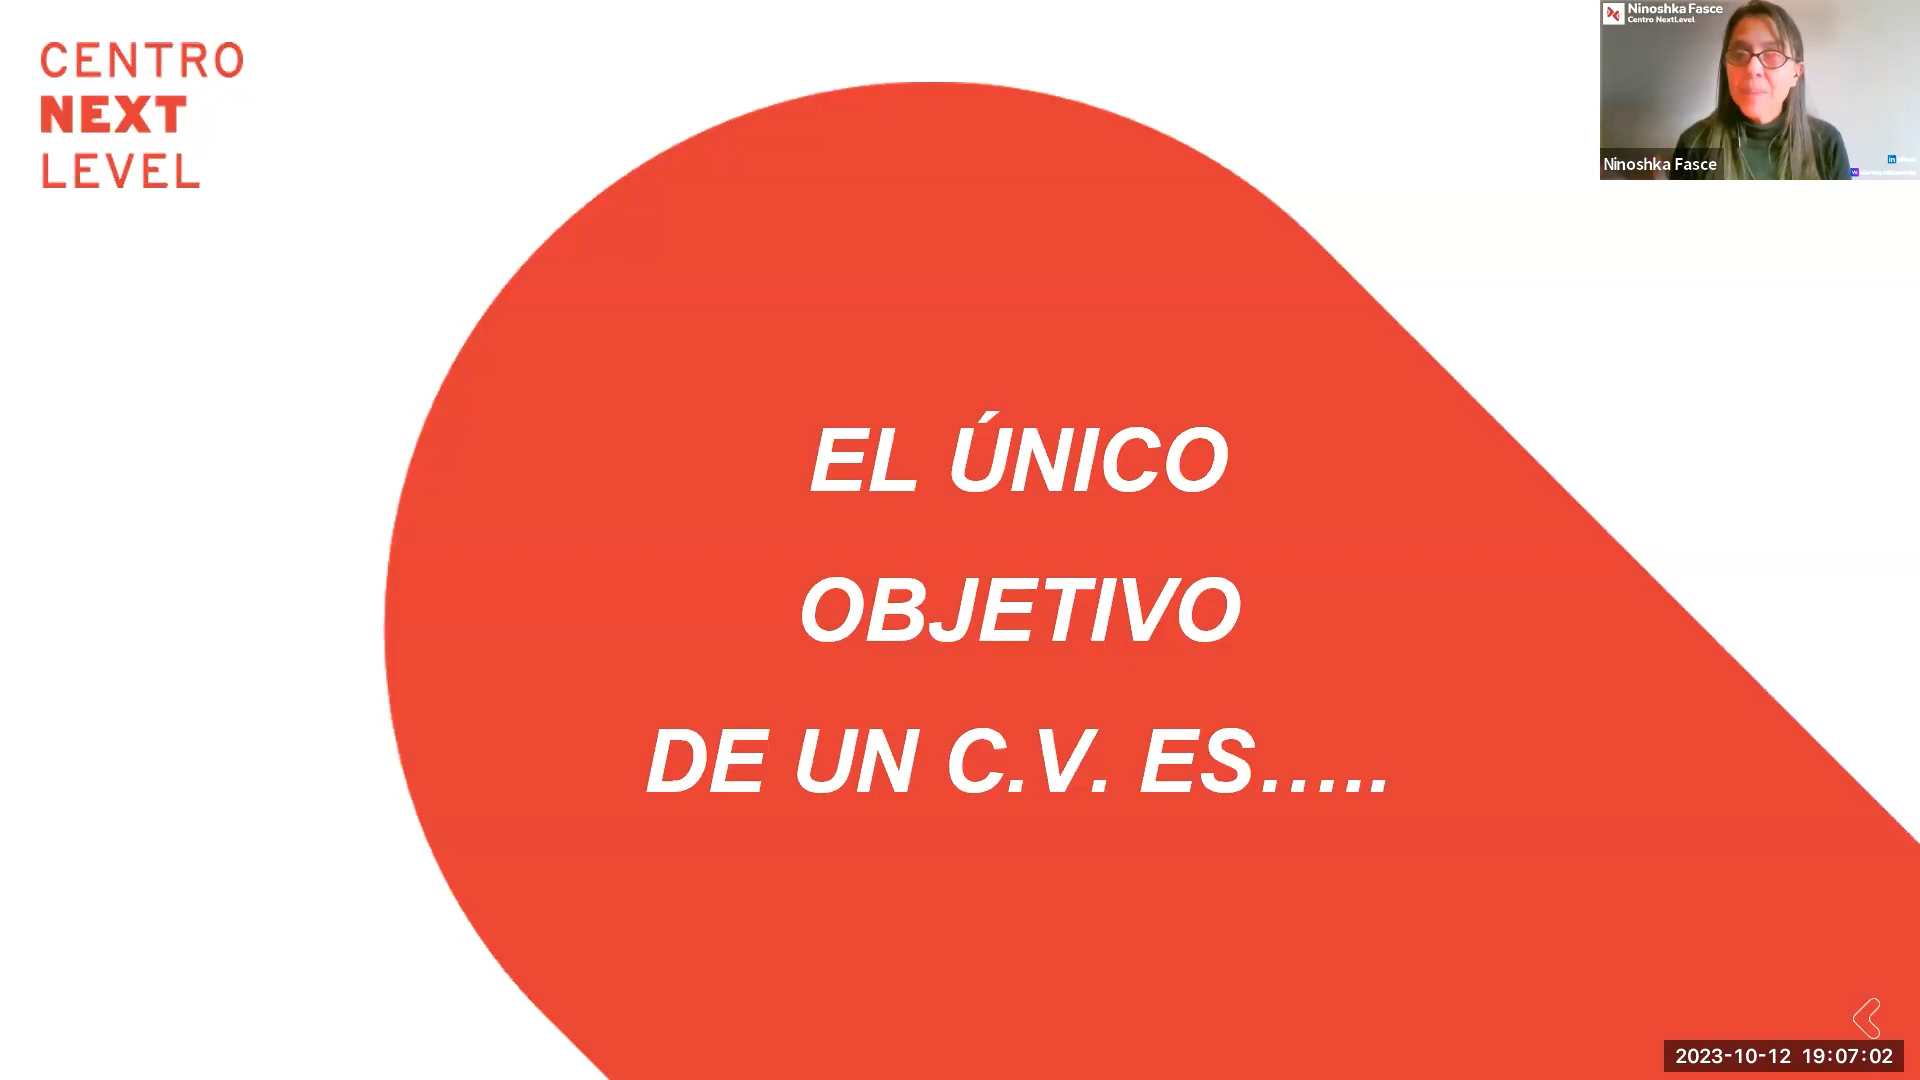 CENTRO
NEXT
LEVEL
Ninoshka Fasce
Centro NextLevel
Ninoshka Fasce
in
EL ÚNICO
OBJETIVO
DE UN C.V. ES.....
2023-10-12 19:07:02